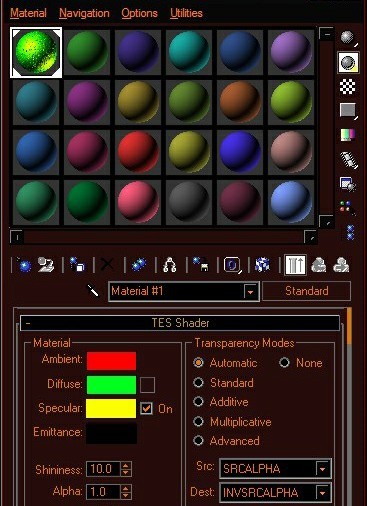 Material Navigation Options Utilities
Material #1 Standard
- TES Shader
Material Transparency Modes
Ambient: Automatic None
Diffuse: Standard
Specular: On Additive
Emittance: Multiplicative
Advanced
Shininess: 10.0 Src: SRCALPHA
Alpha: 1.0 Dest: INVSRCALPHA